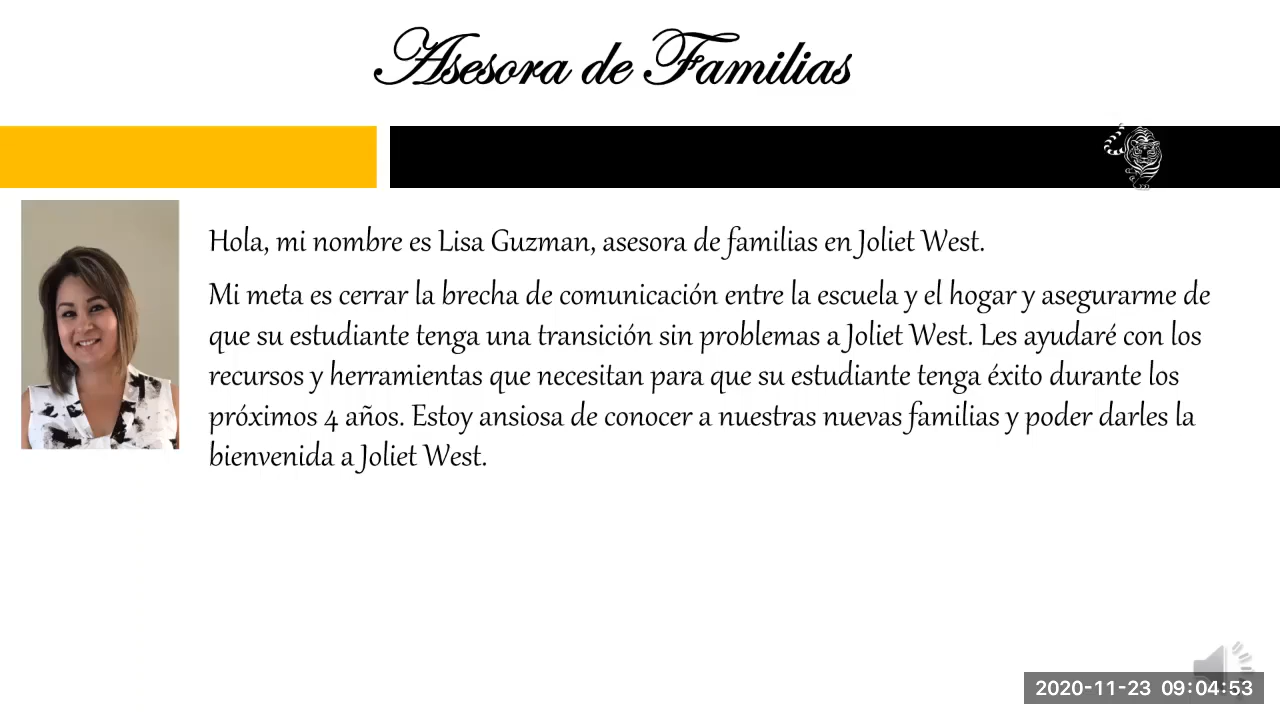 Asesora de Familias
Hola, mi nombre es Lisa Guzman, asesora de familias en Joliet West.
Mi meta es cerrar la brecha de comunicación entre la escuela y el hogar y asegurarme de
que su estudiante tenga una transición sin problemas a Joliet West. Les ayudaré con los
recursos y herramientas que necesitan para que su estudiante tenga éxito durante los
próximos 4 años. Estoy ansiosa de conocer a nuestras nuevas familias y poder darles la
bienvenida a Joliet West.
2020-11-23 09:04:53